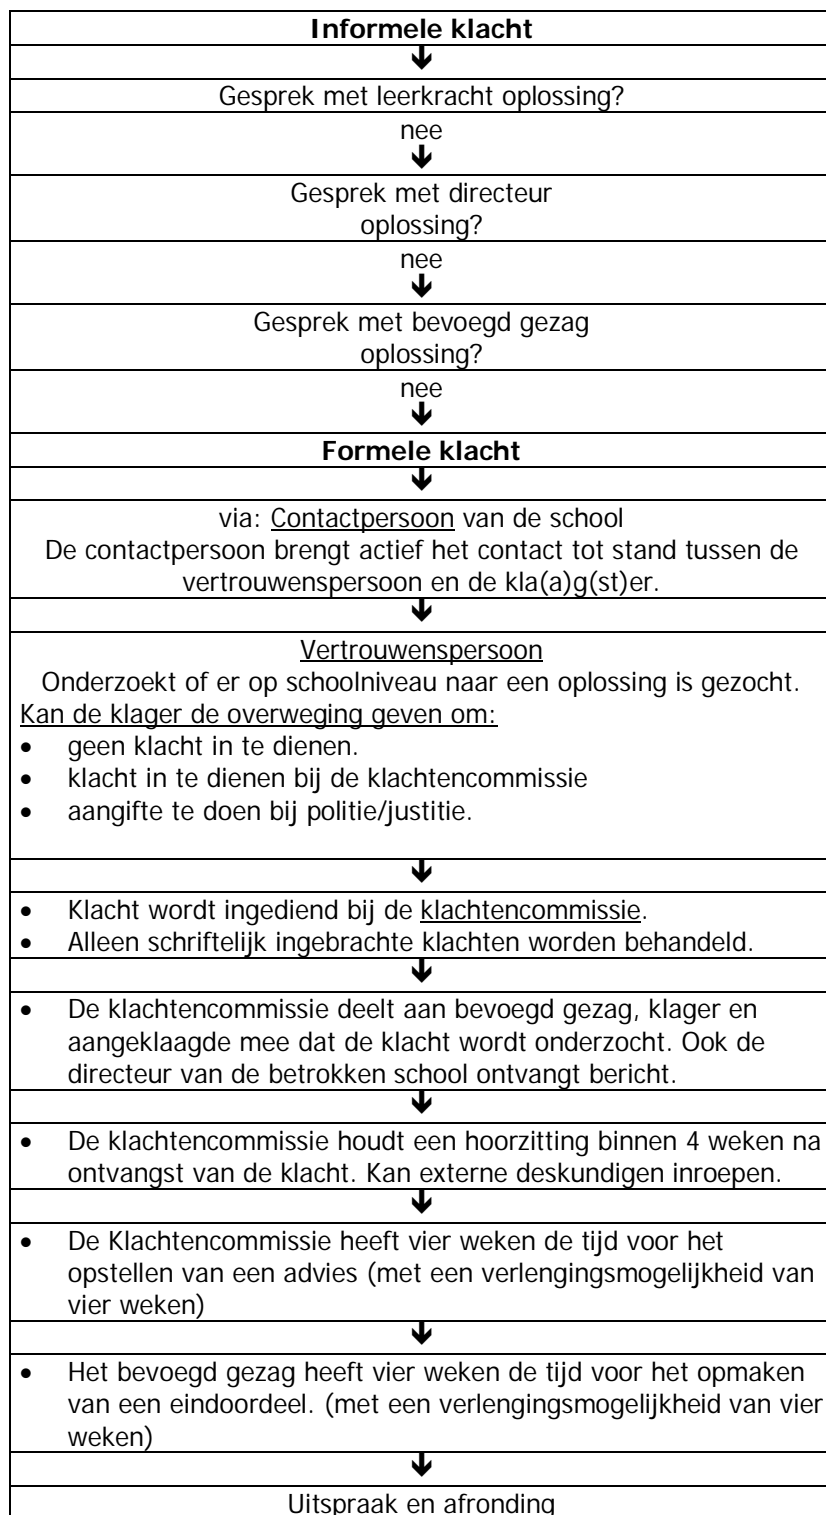 Informele klacht
Gesprek met leerkracht oplossing?
nee
Gesprek met directeur
oplossing?
nee
Gesprek met bevoegd gezag
oplossing?
nee
Formele klacht
via: Contactpersoon van de school
De contactpersoon brengt actief het contact tot stand tussen de
vertrouwenspersoon en de kla(a)g(st)er.
Vertrouwenspersoon
Onderzoekt of er op schoolniveau naar een oplossing is gezocht.
Kan de klager de overweging geven om:
• geen klacht in te dienen.
• klacht in te dienen bij de klachtencommissie
• aangifte te doen bij politie/justitie.
• Klacht wordt ingediend bij de klachtencommissie.
• Alleen schriftelijk ingebrachte klachten worden behandeld.
• De klachtencommissie deelt aan bevoegd gezag, klager en
aangeklaagde mee dat de klacht wordt onderzocht. Ook de
directeur van de betrokken school ontvangt bericht.
• De klachtencommissie houdt een hoorzitting binnen 4 weken na
ontvangst van de klacht. Kan externe deskundigen inroepen.
• De Klachtencommissie heeft vier weken de tijd voor het
opstellen van een advies (met een verlengingsmogelijkheid van
vier weken)
• Het bevoegd gezag heeft vier weken de tijd voor het opmaken
van een eindoordeel. (met een verlengingsmogelijkheid van vier
weken)
Uitspraak en afronding